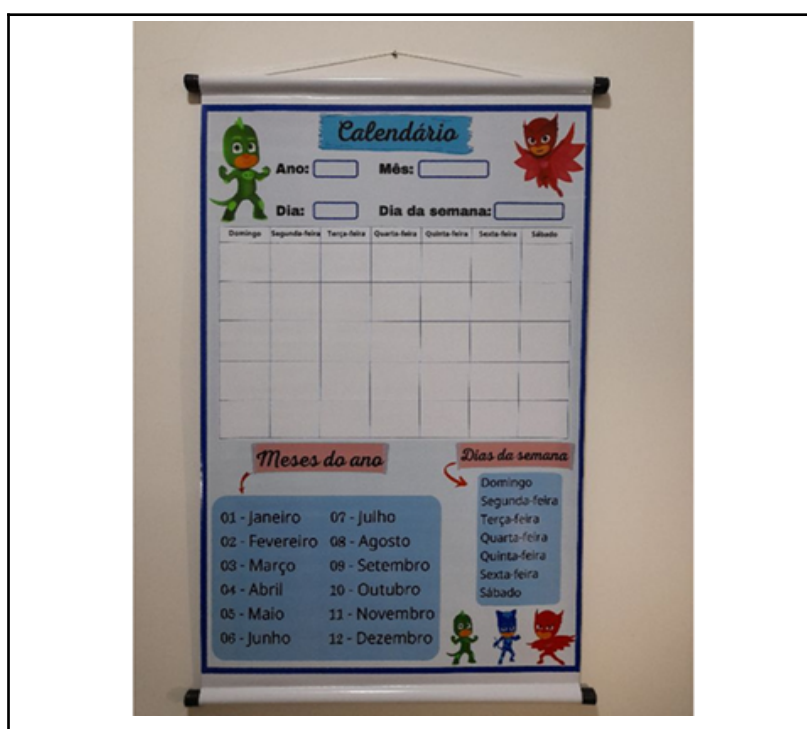 Calendário
Ano: Mês:
Dia: Dia da semana:
Domingo Segunda-feira Terça-feira Quarta-feira Quinta-feira Sexta-feira Sábado
Meses do ano
01 - Janeiro
02 - Fevereiro
03 - Março
04 - Abril
05 - Maio
06 - Junho
07 - Julho
08 - Agosto
09 - Setembro
10 - Outubro
11 - Novembro
12 - Dezembro
Dias da semana
Domingo
Segunda-feira
Terça-feira
Quarta-feira
Quinta-feira
Sexta-feira
Sábado